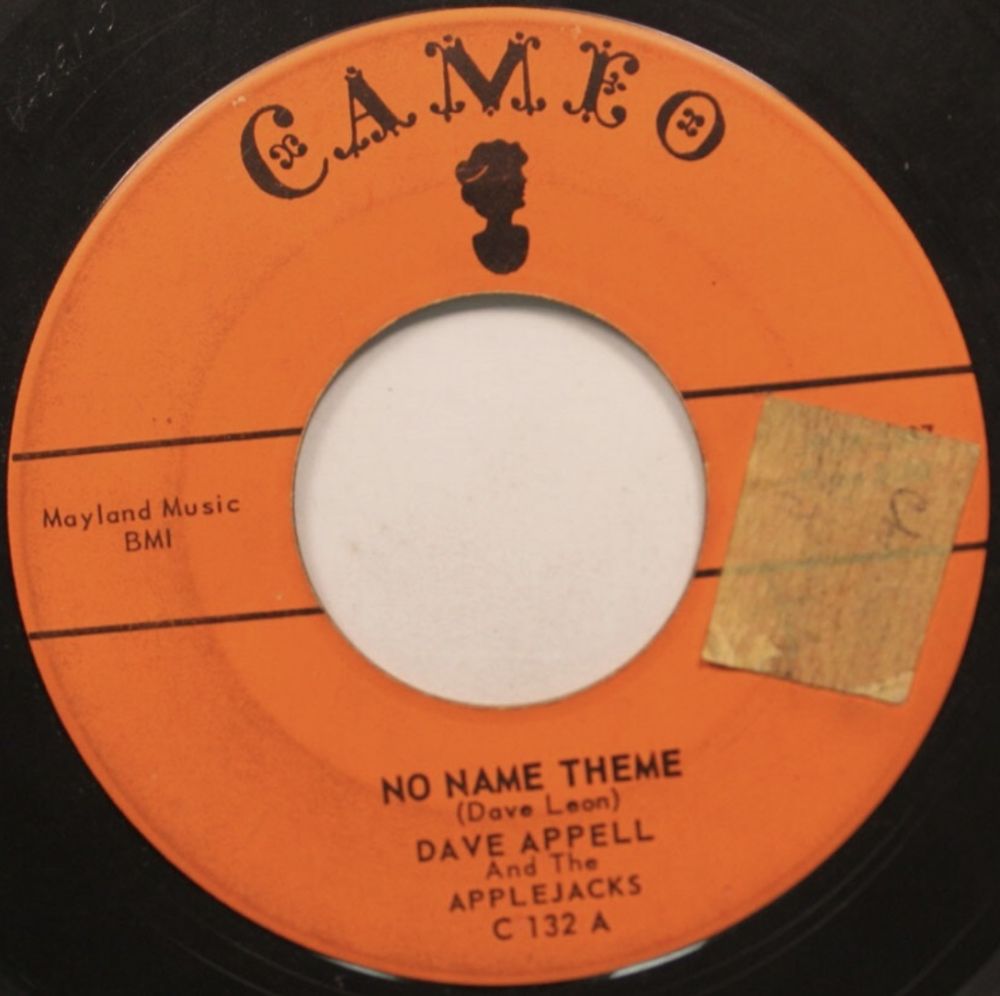 CAMEO
Mayland Music
BMI
NO NAME THEME
(Dave Leon)
DAVE APPELL
And The
APPLEJACKS
C 132 A